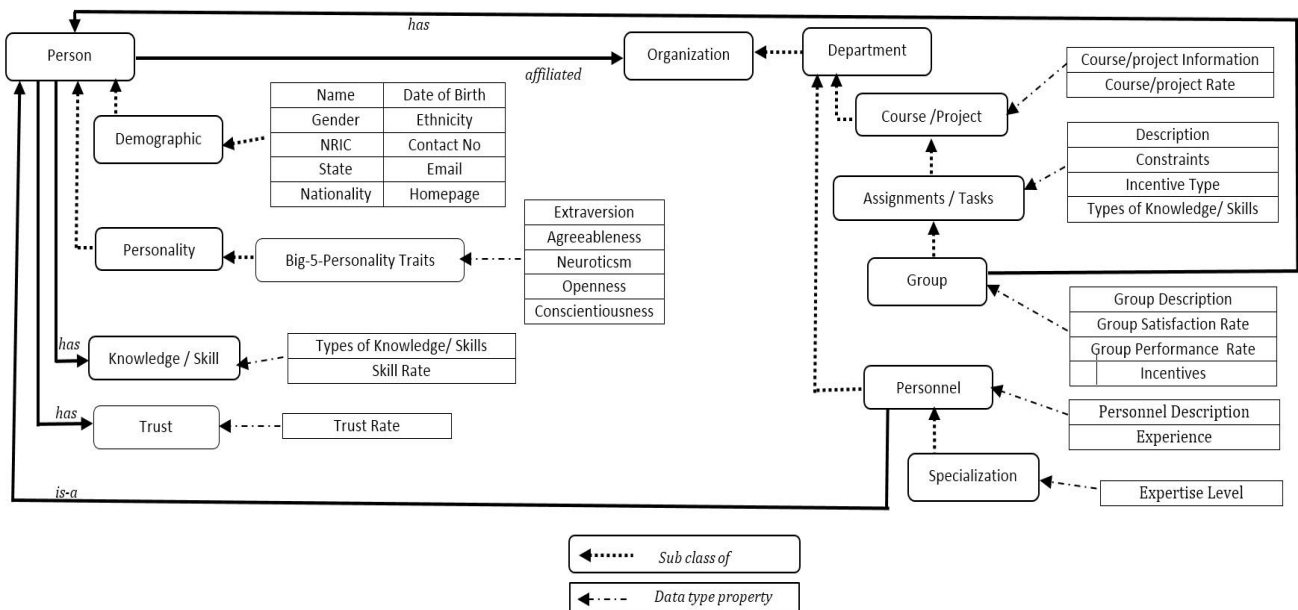 has
Person
Organization
Department
affiliated
Course/project Information
Course/project Rate
Name
Date of Birth
Gender
Ethnicity
NRIC
Contact No
State
Email
Nationality
Homepage
Demographic
Course /Project
Description
Constraints
Incentive Type
Types of Knowledge/ Skills
Assignments / Tasks
Extraversion
Agreeableness
Neuroticsm
Openness
Conscientiousness
Personality
Big-5-Personality Traits
Group
Group Description
Group Satisfaction Rate
Group Performance Rate
Incentives
has
Knowledge / Skill
Types of Knowledge/ Skills
Skill Rate
Personnel
Personnel Description
Experience
has
Trust
Trust Rate
Specialization
Expertise Level
is-a
Sub class of
Data type property